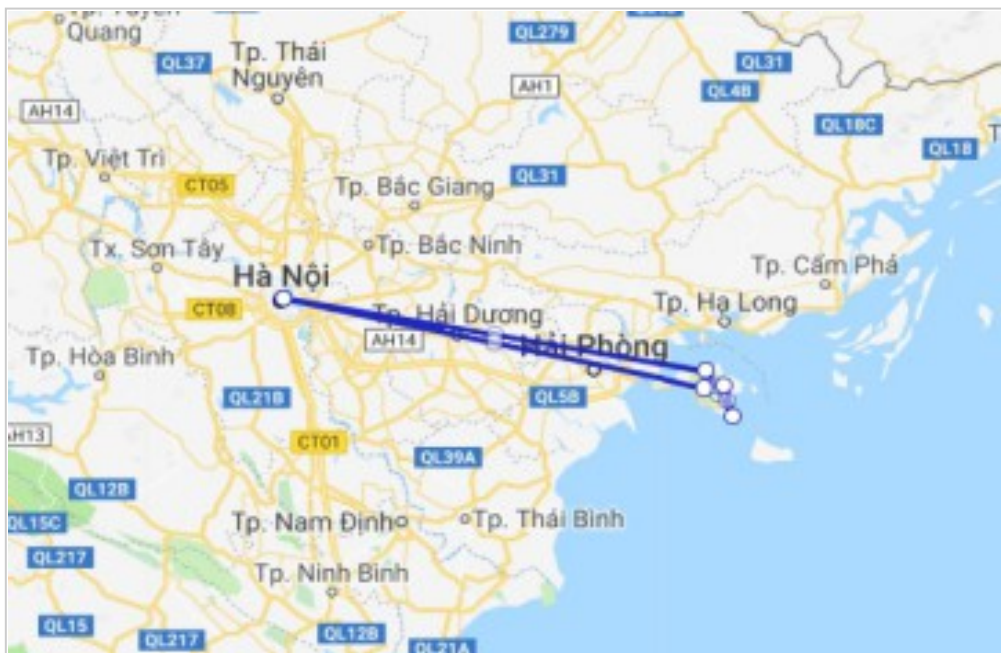 Quang
QL37
Tp. Thái
Nguyên
QL279
AH1
QL31
QL4B
QL18C
QL18
AH14
Tp. Việt Trì
CT05
Tp. Bắc Giang
QL31
Tx. Sơn Tây
Tp. Bắc Ninh
Hà Nội
CT08
Tp. Cẩm Phả
Tp. Hạ Long
Tp. Hải Dương
AH14
Hải Phòng
Tp. Hòa Bình
QL21B
QL5B
AH13
CT01
QL39A
QL12B
QL15C
QL217
Tp. Nam Định
Tp. Thái Bình
Tp. Ninh Bình
QL15
QL217
QL12B
QL21A